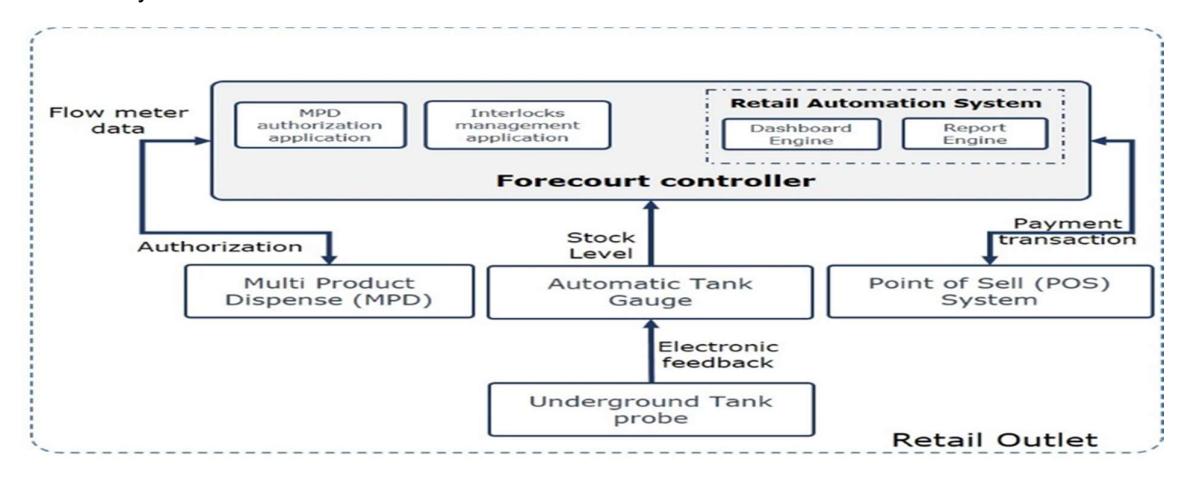 Flow meter
data
MPD
authorization
application
Interlocks
management
application
Retail Automation System
Dashboard
Engine
Report
Engine
Forecourt controller
Authorization
Stock
Level
Payment
transaction
Multi Product
Dispense (MPD)
Automatic Tank
Gauge
Point of Sell (POS)
System
Electronic
feedback
Underground Tank
probe
Retail Outlet